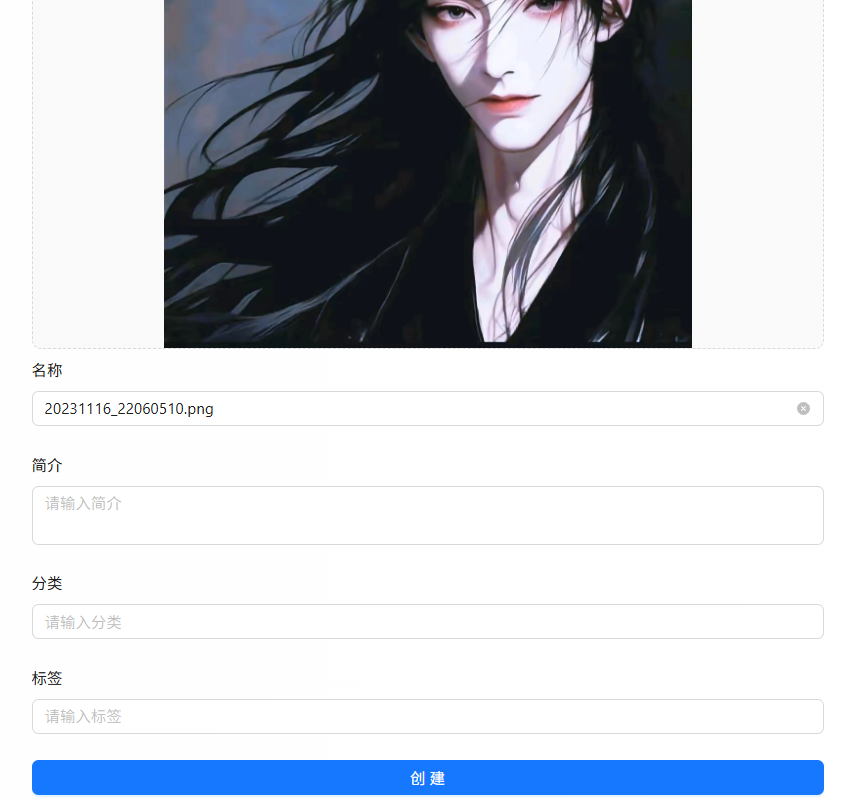 名称
20231116_22060510.png
简介
请输入简介
分类
请输入分类
标签
请输入标签
创 建